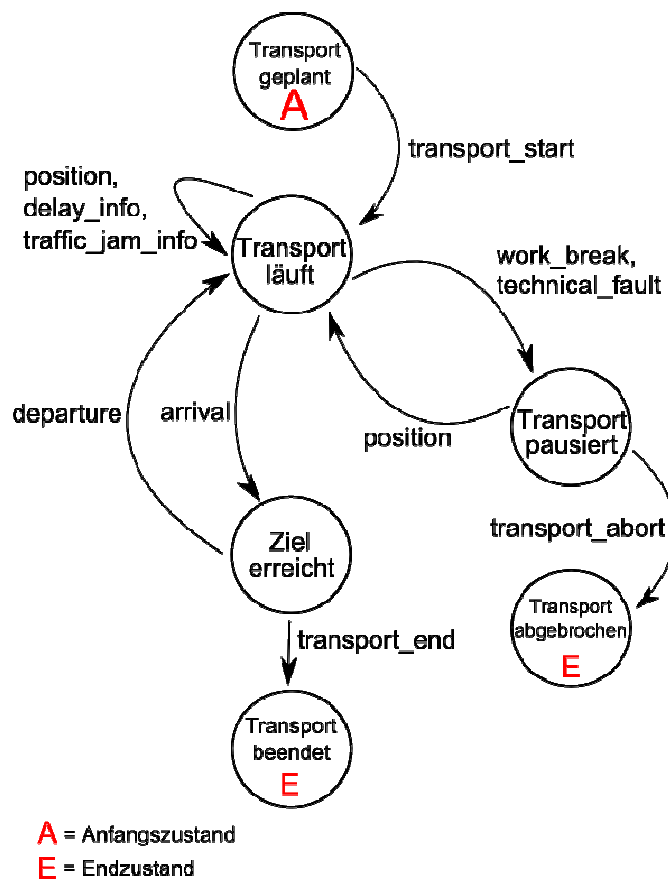 Transport
geplant
A
transport_start
position,
delay_info,
traffic_jam_info
Transport
läuft
work_break,
technical_fault
departure
arrival
position
Transport
pausiert
transport_abort
Ziel
erreicht
Transport
abgebrochen
E
transport_end
Transport
beendet
E
A = Anfangszustand
E = Endzustand